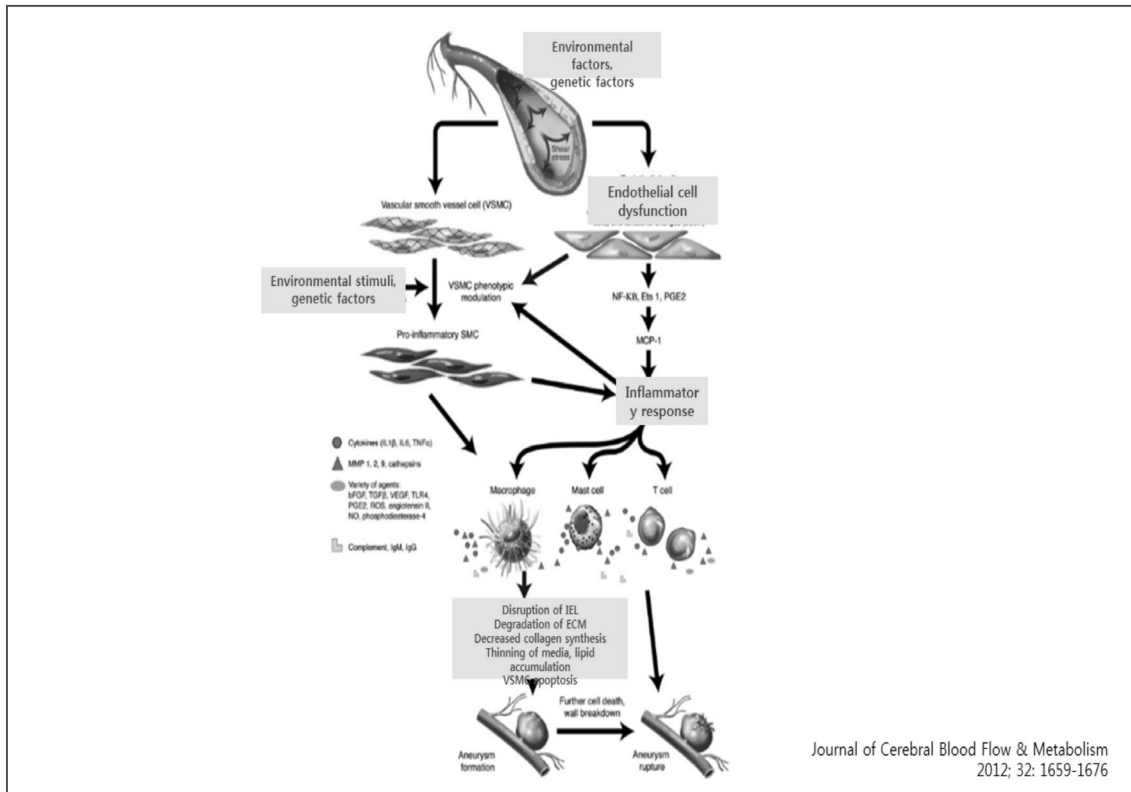 Environmental
factors,
genetic factors
Shear
stress
Vascular smooth vessel cell (VSMC)
Endothelial cell
dysfunction
Environmental stimuli,
genetic factors
VSMC phenotypic
modulation
NF-KB, Ets 1, PGE2
MCP-1
Pro-inflammatory SMC
Inflammator
y response
Cytokines (IL1β, IL6, TNFα)
MMP 1, 2, 9, cathepsins
Variety of agents:
bFGF, TGFβ, VEGF, TLR4,
PGE2, ROS, angiotensin II,
NO, phosphodiesterase-4
Complement, IgM, IgG
Macrophage
Mast cell
T cell
Disruption of IEL
Degradation of ECM
Decreased collagen synthesis
Thinning of media, lipid
accumulation
VSMC apoptosis
Further cell death,
wall breakdown
Aneurysm
formation
Aneurysm
rupture
Journal of Cerebral Blood Flow & Metabolism
2012; 32: 1659-1676